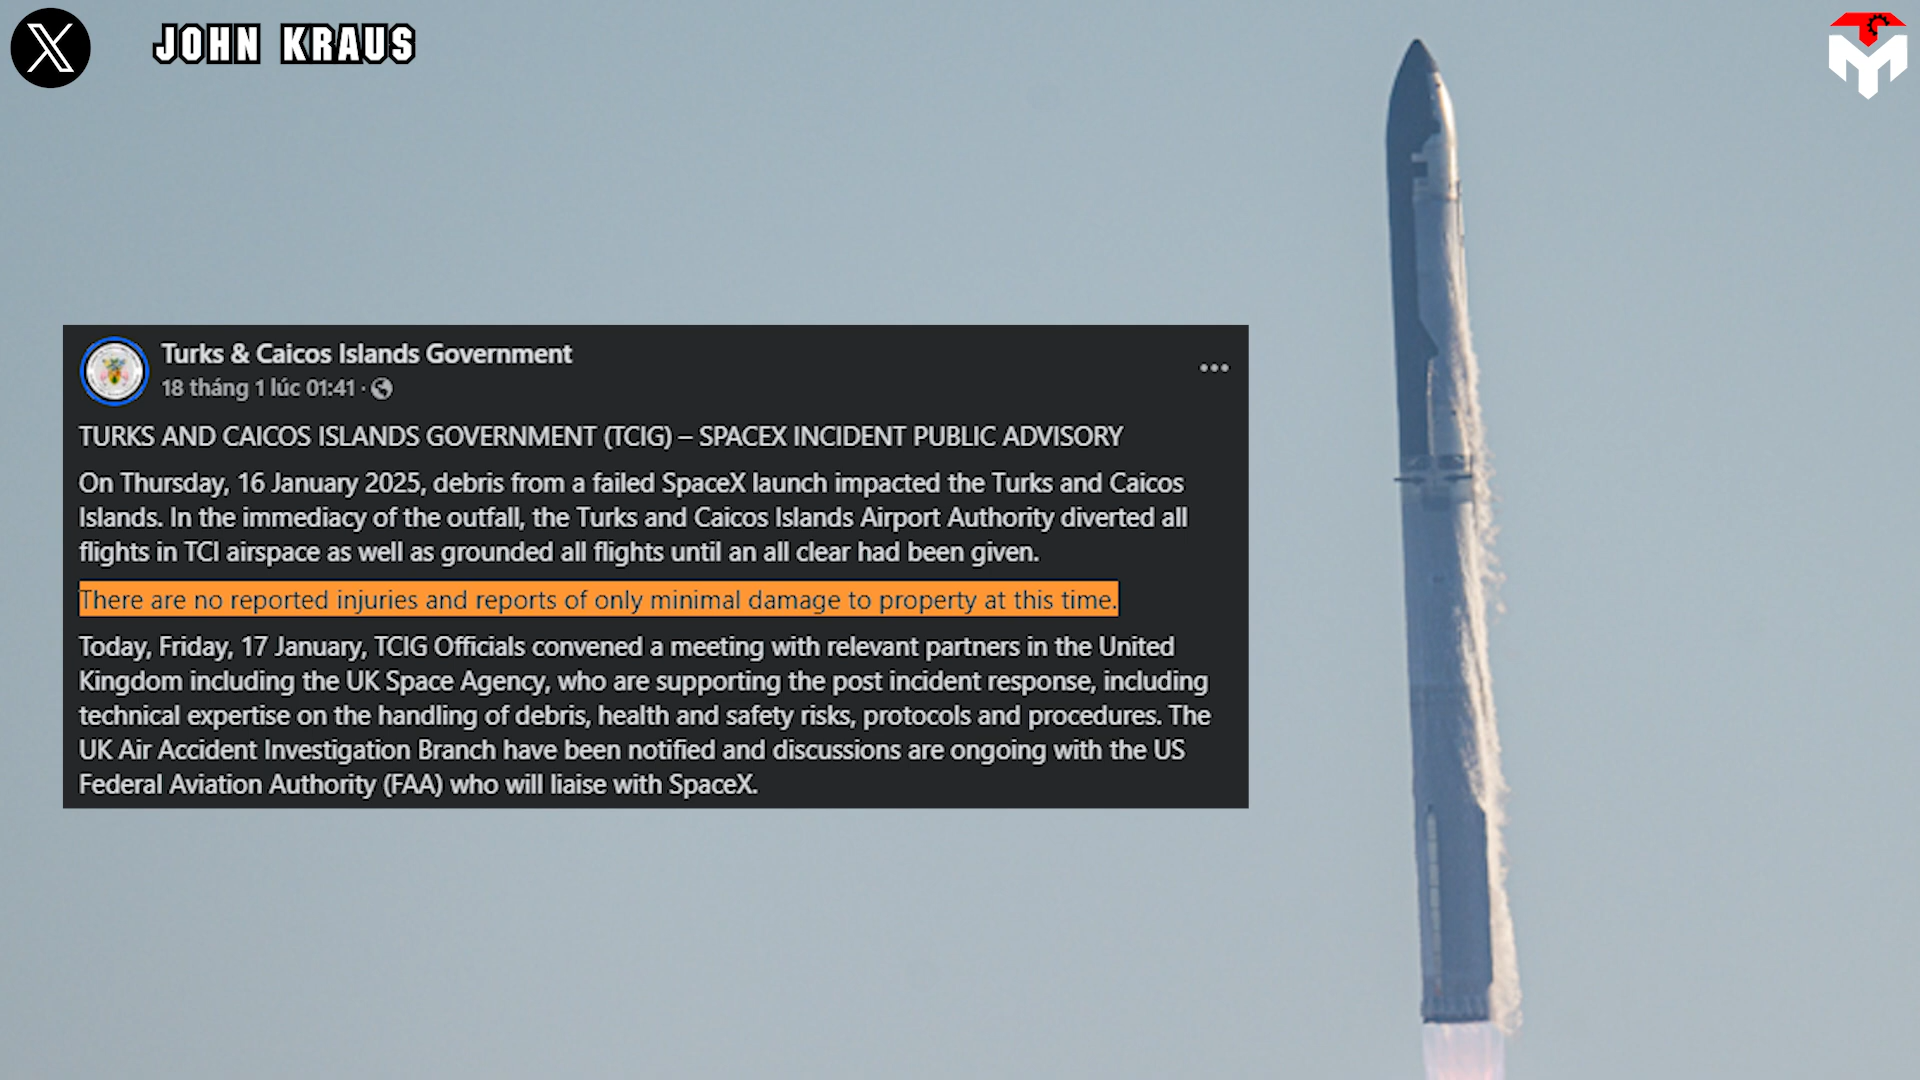 JOHN KRAUS
Turks & Caicos Islands Government
18 tháng 1 lúc 01:41 ·
TURKS AND CAICOS ISLANDS GOVERNMENT (TCIG) – SPACEX INCIDENT PUBLIC ADVISORY
On Thursday, 16 January 2025, debris from a failed SpaceX launch impacted the Turks and Caicos
Islands. In the immediacy of the outfall, the Turks and Caicos Islands Airport Authority diverted all
flights in TCI airspace as well as grounded all flights until an all clear had been given.
There are no reported injuries and reports of only minimal damage to property at this time.
Today, Friday, 17 January, TCIG Officials convened a meeting with relevant partners in the United
Kingdom including the UK Space Agency, who are supporting the post incident response, including
technical expertise on the handling of debris, health and safety risks, protocols and procedures. The
UK Air Accident Investigation Branch have been notified and discussions are ongoing with the US
Federal Aviation Authority (FAA) who will liaise with SpaceX.